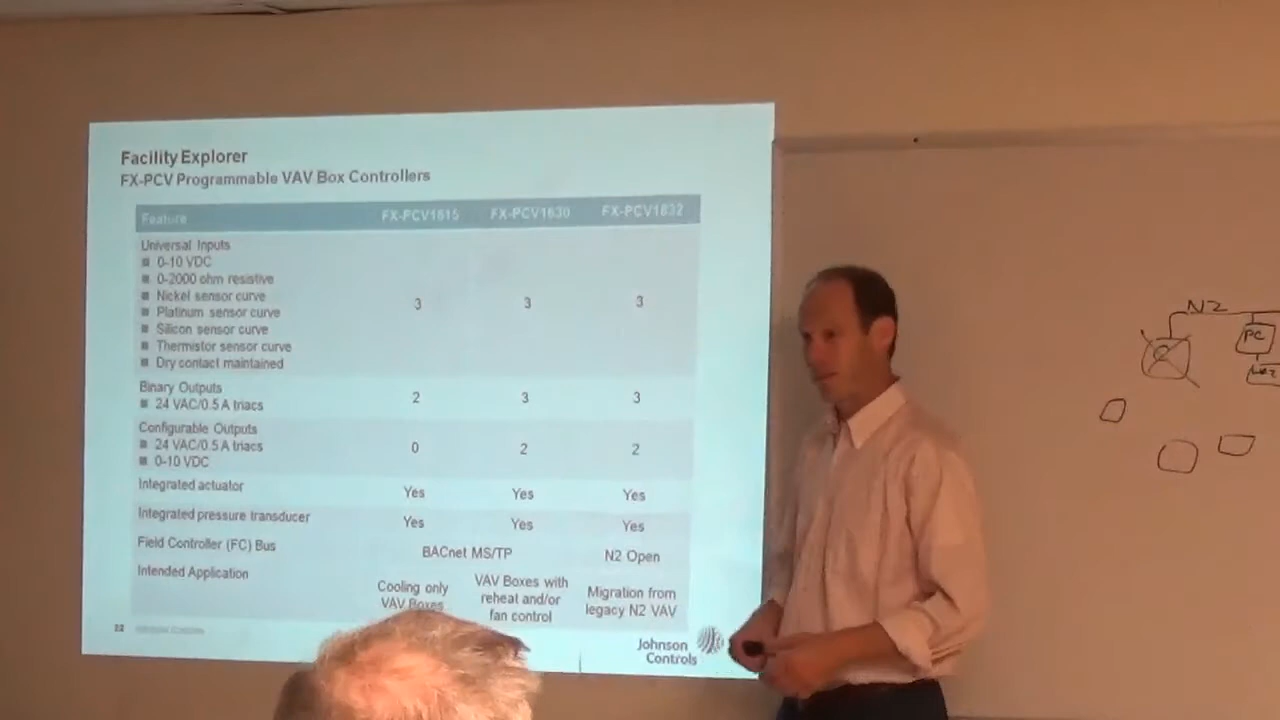 Facility Explorer
FX-PCV Programmable VAV Box Controllers
Feature FX-PCV1615 FX-PCV1630 FX-PCV1632
Universal Inputs
0-10 VDC
0-2000 ohm resistive
Nickel sensor curve
Platinum sensor curve
Silicon sensor curve
Thermistor sensor curve
Dry contact maintained
3 3 3
Binary Outputs
24 VAC/0.5 A triacs
2 3 3
Configurable Outputs
24 VAC/0.5 A triacs
0-10 VDC
0 2 2
Integrated actuator Yes Yes Yes
Integrated pressure transducer Yes Yes Yes
Field Controller (FC) Bus BACnet MS/TP N2 Open
Intended Application
Cooling only
VAV Boxes
VAV Boxes with
reheat and/or
fan control
Migration from
legacy N2 VAV
22
Johnson
Controls
N2
PC